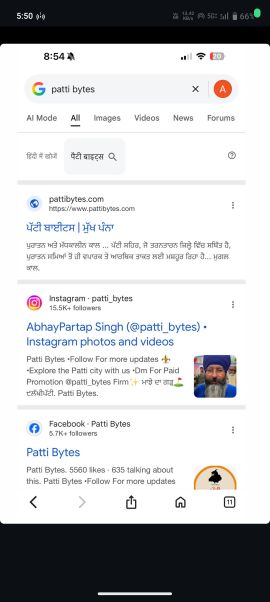 5:50
13.42 KB/s 5G 66%
8:54
20
patti bytes
A
AI Mode All Images Videos News Forums
हिंदी में खोजें पैटी बाइट्स
pattibytes.com
https://www.pattibytes.com
ਪੱਟੀ ਬਾਈਟਸ | ਮੁੱਖ ਪੰਨਾ
ਪੁਰਾਤਨ ਅਤੇ ਮੱਧਕਾਲੀਨ ਕਾਲ ... ਪੱਟੀ ਸ਼ਹਿਰ, ਜੋ ਤਰਨਤਾਰਨ ਜ਼ਿਲ੍ਹੇ ਵਿੱਚ ਸਥਿੱਤ ਹੈ,
ਪੁਰਾਤਨ ਸਮਿਆਂ ਤੋਂ ਹੀ ਵਪਾਰਕ ਤੇ ਆਰਥਿਕ ਤਾਕਤ ਲਈ ਮਸ਼ਹੂਰ ਰਿਹਾ ਹੈ... ਮੁਗਲ
ਕਾਲ.
Instagram · patti_bytes
15.5K+ followers
AbhayPartap Singh (@patti_bytes) •
Instagram photos and videos
Patti Bytes •Follow For more updates
•Explore the Patti city with us •Dm For Paid
Promotion @patti_bytes Firm ✨ ਮਾਝੇ ਦਾ ਗੜ੍ਹ⛳
ਦਲੱਖੀਪੱਟੀ. Patti Bytes.
Facebook · Patti Bytes
5.7K+ followers
Patti Bytes
Patti Bytes. 5560 likes · 635 talking about
this. Patti Bytes •Follow For more updates
11